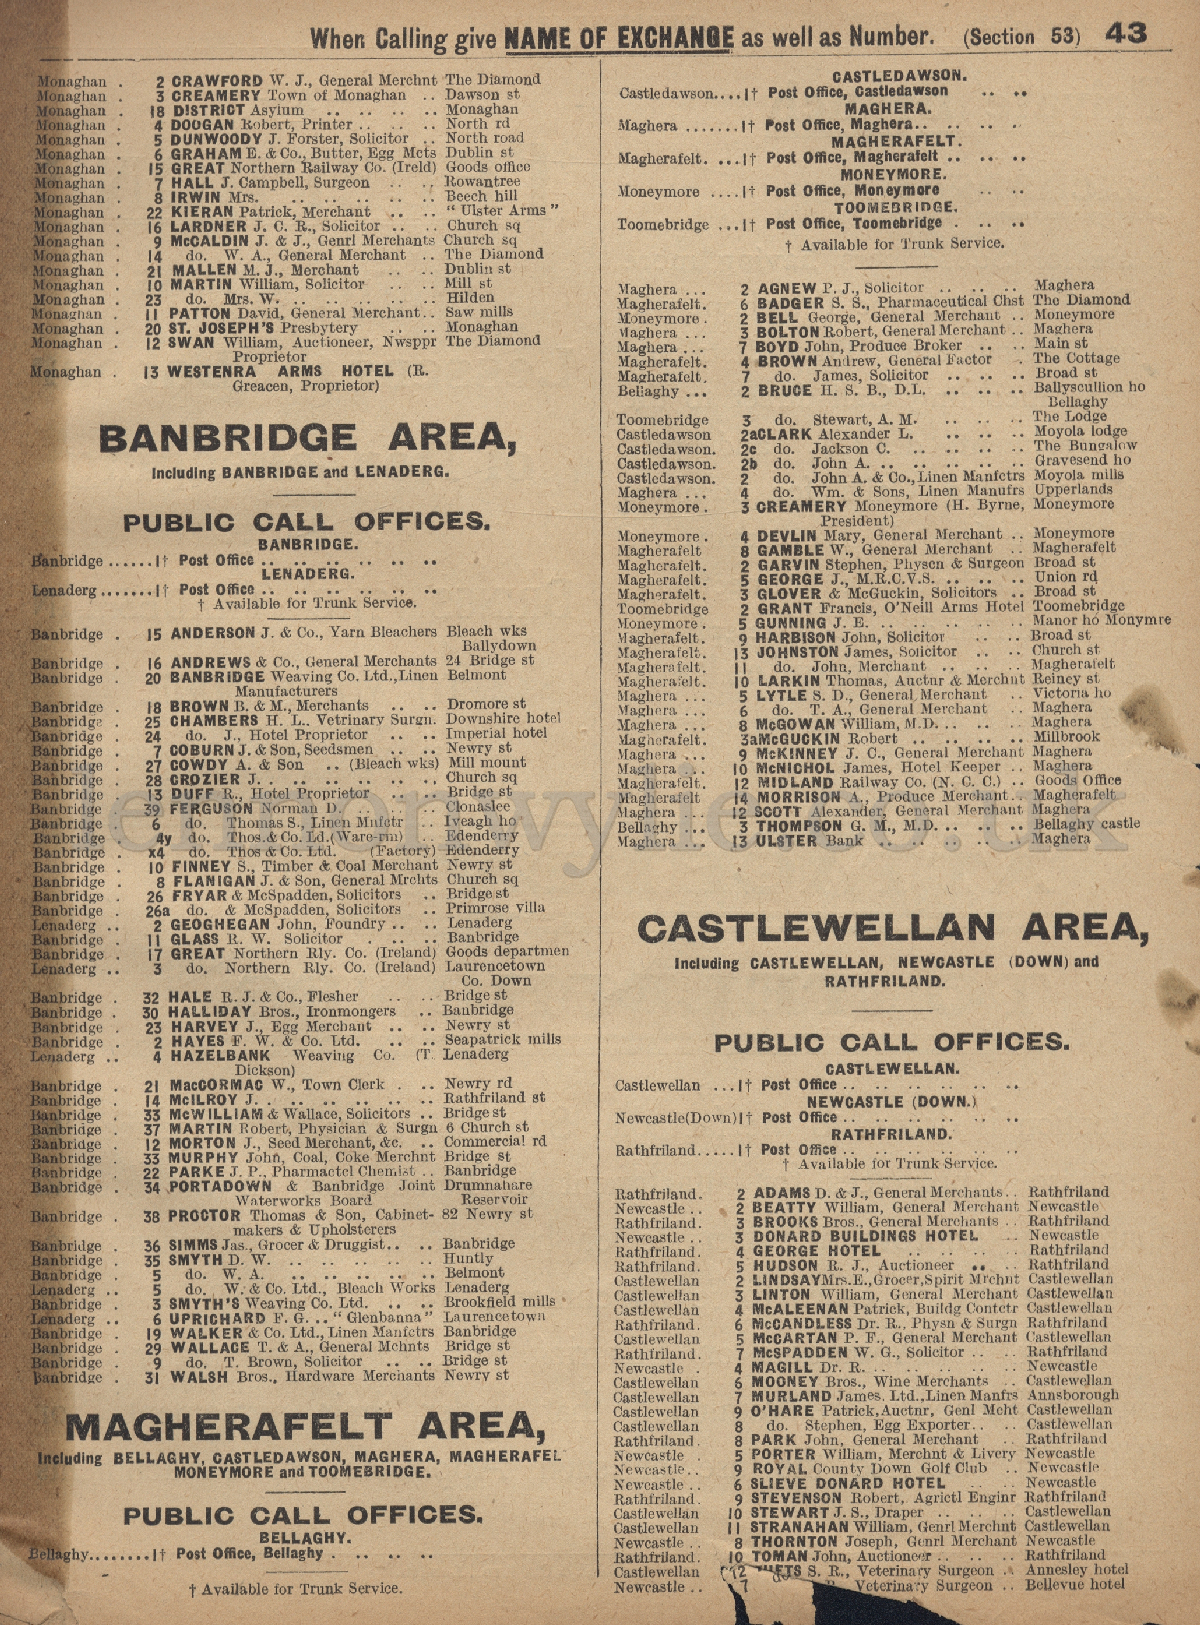 When Calling give NAME OF EXCHANGE as well as Number. (Section 53) 43
Monaghan . 2 CRAWFORD W. J., General Merchnt The Diamond
Monaghan . 3 CREAMERY Town of Monaghan .. Dawson st
Monaghan . 18 DISTRICT Asylum .. .. .. .. Monaghan
Monaghan . 4 DOUGAN Robert, Printer .. .. .. North rd
Monaghan . 5 DUNWOODY J. Forster, Solicitor .. North road
Monaghan . 6 GRAHAM E. & Co., Butter, Egg Mcts Dublin st
Monaghan . 15 GREAT Northern Railway Co. (Ireld) Goods office
Monaghan . 7 HALL J. Campbell, Surgeon .. .. Rowantree
Monaghan . 8 IRWIN Mrs. .. .. .. .. .. Beech hill
Monaghan . 22 KIERAN Patrick, Merchant .. .. "Ulster Arms"
Monaghan . 16 LARDNER J. C. R., Solicitor .. .. Church sq
Monaghan . 9 McCALDIN J. & J., Genrl Merchants Church sq
Monaghan . 14 do. W. A., General Merchant .. The Diamond
Monaghan . 21 MALLEN M. J., Merchant .. .. Dublin st
Monaghan . 10 MARTIN William, Solicitor .. .. Mill st
Monaghan . 23 do. Mrs. W. .. .. .. .. .. Hilden
Monaghan . 11 PATTON David, General Merchant .. Saw mills
Monaghan . 20 ST. JOSEPH'S Presbytery .. .. Monaghan
Monaghan . 12 SWAN William, Auctioneer, Nwsppr The Diamond
Proprietor
Monaghan . 13 WESTENRA ARMS HOTEL (R.
Greacen, Proprietor)
BANBRIDGE AREA,
Including BANBRIDGE and LENADERG.
PUBLIC CALL OFFICES.
BANBRIDGE.
Banbridge ......1† Post Office .. .. .. .. .. ..
LENADERG.
Lenaderg .......1† Post Office .. .. .. .. .. ..
† Available for Trunk Service.
Banbridge . 15 ANDERSON J. & Co., Yarn Bleachers Bleach wks
Ballydown
Banbridge . 16 ANDREWS & Co., General Merchants 24 Bridge st
Banbridge . 20 BANBRIDGE Weaving Co. Ltd., Linen Belmont
Manufacturers
Banbridge . 18 BROWN B. & M., Merchants .. .. Dromore st
Banbridge . 25 CHAMBERS H. L.. Vetrinary Surgn. Downshire hotel
Banbridge . 24 do. J., Hotel Proprietor .. .. Imperial hotel
Banbridge . 7 COBURN J. & Son, Seedsmen .. .. Newry st
Banbridge . 27 COWDY A. & Son .. (Bleach wks) Mill mount
Banbridge . 28 CROZIER J. .. .. .. .. .. .. Church sq
Banbridge . 13 DUFF R., Hotel Proprietor .. .. Bridge st
Banbridge . 39 FERGUSON Norman D. .. .. Clonaslee
Banbridge . 6 do. Thomas S., Linen Mnfctr .. Iveagh ho
Banbridge . 4y do. Thos. & Co. Ld. (Ware-rm) .. Edenderry
Banbridge . x4 do. Thos & Co. Ltd. (Factory) Edenderry
Banbridge . 10 FINNEY S., Timber & Coal Merchant Newry st
Banbridge . 8 FLANIGAN J. & Son, General Mrchts Church sq
Banbridge . 26 FRYAR & McSpadden, Solicitors .. Bridge st
Banbridge . 26a do. & McSpadden, Solicitors .. Primrose villa
Lenaderg .. 2 GEOGHEGAN John, Foundry .. .. Lenaderg
Banbridge . 11 GLASS R. W. Solicitor . .. .. Banbridge
Banbridge . 17 GREAT Northern Rly. Co. (Ireland) Goods departmen
Lenaderg .. 3 do. Northern Rly. Co. (Ireland) Laurencetown
Co. Down
Banbridge . 32 HALE R. J. & Co., Flesher .. .. Bridge st
Banbridge . 30 HALLIDAY Bros., Ironmongers .. Banbridge
Banbridge . 23 HARVEY J., Egg Merchant .. .. Newry st
Banbridge . 2 HAYES F. W. & Co. Ltd. .. .. Seapatrick mills
Lenaderg .. 4 HAZELBANK Weaving Co. (T. Lenaderg
Dickson)
Banbridge . 21 MacCORMAC W., Town Clerk . .. Newry rd
Banbridge . 14 McILROY J. .. .. .. .. .. Rathfriland st
Banbridge . 33 McWILLIAM & Wallace, Solicitors .. Bridge st
Banbridge . 37 MARTIN Robert, Physician & Surgn 6 Church st
Banbridge . 12 MORTON J., Seed Merchant, &c. .. Commercial rd
Banbridge . 33 MURPHY John, Coal, Coke Merchnt Bridge st
Banbridge . 22 PARKE J. P., Pharmactcl Chemist .. Banbridge
Banbridge . 34 PORTADOWN & Banbridge Joint Drumnahare
Waterworks Board Reservoir
Banbridge . 38 PROCTOR Thomas & Son, Cabinet- 82 Newry st
makers & Upholsterers
Banbridge . 36 SIMMS Jas., Grocer & Druggist .. .. Banbridge
Banbridge . 35 SMYTH D. W. .. .. .. .. .. Huntly
Banbridge . 5 do. W. A. .. .. .. .. .. Belmont
Lenaderg .. 5 do. W. & Co. Ltd., Bleach Works Lenaderg
Banbridge . 3 SMYTH'S Weaving Co. Ltd. .. .. Brookfield mills
Lenaderg .. 6 UPRICHARD F. G. .. "Glenbanna" Laurencetown
Banbridge . 19 WALKER & Co. Ltd., Linen Manfctrs Banbridge
Banbridge . 29 WALLACE T. & A., General Mchnts Bridge st
Banbridge . 9 do. T. Brown, Solicitor .. .. Bridge st
Banbridge . 31 WALSH Bros., Hardware Merchants Newry st
MAGHERAFELT AREA,
Including BELLAGHY, CASTLEDAWSON, MAGHERA, MAGHERAFEL
MONEYMORE and TOOMEBRIDGE.
PUBLIC CALL OFFICES.
BELLAGHY.
Bellaghy........1† Post Office, Bellaghy . .. .. ..
† Available for Trunk Service.
CASTLEDAWSON.
Castledawson....1† Post Office, Castledawson .. ..
MAGHERA.
Maghera .......1† Post Office, Maghera .. .. .. ..
MAGHERAFELT.
Magherafelt. ...1† Post Office, Magherafelt .. .. ..
MONEYMORE.
Moneymore ....1† Post Office, Moneymore .. ..
TOOMEBRIDGE.
Toomebridge ...1† Post Office, Toomebridge . .. ..
† Available for Trunk Service.
Maghera ... 2 AGNEW P. J., Solicitor .. .. .. Maghera
Magherafelt. 6 BADGER S. S., Pharmaceutical Chst The Diamond
Moneymore . 2 BELL George, General Merchant .. Moneymore
Maghera ... 3 BOLTON Robert, General Merchant .. Maghera
Maghera ... 7 BOYD John, Produce Broker .. .. Main st
Magherafelt. 4 BROWN Andrew, General Factor . The Cottage
Magherafelt. 7 do. James, Solicitor .. .. .. Broad st
Bellaghy ... 2 BRUCE H. S. B., D.L. .. .. .. Ballyscullion ho
Bellaghy
Toomebridge 3 do. Stewart, A. M. .. .. .. The Lodge
Castledawson 2a CLARK Alexander L. .. .. .. Moyola lodge
Castledawson. 2c do. Jackson C. .. .. .. .. The Bungalow
Castledawson. 2b do. John A. .. .. .. .. .. Gravesend ho
Castledawson. 2 do. John A. & Co., Linen Manfctrs Moyola mills
Maghera ... 4 do. Wm. & Sons, Linen Manufrs Upperlands
Moneymore. 3 CREAMERY Moneymore (H. Byrne, Moneymore
President)
Moneymore . 4 DEVLIN Mary, General Merchant .. Moneymore
Magherafelt 8 GAMBLE W., General Merchant .. Magherafelt
Magherafelt. 2 GARVIN Stephen, Physcn & Surgeon Broad st
Magherafelt. 5 GEORGE J., M.R.C.V.S. .. .. .. Union rd
Magherafelt. 3 GLOVER & McGuckin, Solicitors .. Broad st
Toomebridge 2 GRANT Francis, O'Neill Arms Hotel Toomebridge
Moneymore . 5 GUNNING J. E. .. .. .. .. .. Manor ho Monymre
Magherafelt. 9 HARBISON John, Solicitor .. .. Broad st
Magherafelt. 13 JOHNSTON James, Solicitor .. .. Church st
Magherafelt. 11 do. John, Merchant .. .. .. Magherafelt
Magherafelt. 10 LARKIN Thomas, Auctnr & Merchnt Rainey st
Maghera ... 5 LYTLE S. D., General Merchant .. Victoria ho
Maghera ... 6 do. T. A., General Merchant .. Maghera
Maghera ... 8 McGOWAN William, M.D. .. .. .. Maghera
Magherafelt. 3a McGUCKIN Robert .. .. .. .. Millbrook
Maghera ... 9 McKINNEY J. C., General Merchant Maghera
Maghera ... 10 McNICHOL James, Hotel Keeper .. Maghera
Magherafelt. 12 MIDLAND Railway Co. (N. C. C.) .. Goods Office
Magherafelt 14 MORRISON A., Produce Merchant .. Magherafelt
Maghera ... 12 SCOTT Alexander, General Merchant Maghera
Bellaghy ... 3 THOMPSON G. M., M.D. .. .. .. Bellaghy castle
Maghera ... 13 ULSTER Bank .. .. .. .. .. Maghera
CASTLEWELLAN AREA,
Including CASTLEWELLAN, NEWCASTLE (DOWN) and
RATHFRILAND.
PUBLIC CALL OFFICES.
CASTLEWELLAN.
Castlewellan ...1† Post Office .. .. .. .. .. ..
NEWCASTLE (DOWN.)
Newcastle(Down)1† Post Office .. .. .. .. .. ..
RATHFRILAND.
Rathfriland.....1† Post Office .. .. .. .. .. ..
† Available for Trunk Service.
Rathfriland. 2 ADAMS D. & J., General Merchants .. Rathfriland
Newcastle .. 2 BEATTY William, General Merchant Newcastle
Rathfriland. 3 BROOKS Bros., General Merchants .. Rathfriland
Newcastle .. 3 DONARD BUILDINGS HOTEL .. Newcastle
Rathfriland. 4 GEORGE HOTEL .. .. .. .. Rathfriland
Rathfriland. 5 HUDSON R. J., Auctioneer .. .. Rathfriland
Castlewellan 2 LINDSAY Mrs. E., Grocer, Spirit Mrchnt Castlewellan
Castlewellan 3 LINTON William, General Merchant Castlewellan
Castlewellan 4 McALEENAN Patrick, Buildg Contctr Castlewellan
Rathfriland. 6 McCANDLESS Dr. R., Physn & Surgn Rathfriland
Castlewellan 5 McCARTAN P. F., General Merchant Castlewellan
Rathfriland. 7 McSPADDEN W. G., Solicitor .. .. Rathfriland
Newcastle .. 4 MAGILL Dr. R. .. .. .. .. .. Newcastle
Castlewellan 6 MOONEY Bros., Wine Merchants .. Castlewellan
Castlewellan 7 MURLAND James. Ltd., Linen Manfrs Annsborough
Castlewellan 9 O'HARE Patrick, Auctnr, Genl Mcht Castlewellan
Castlewellan 8 do. Stephen, Egg Exporter .. .. Castlewellan
Rathfriland. 8 PARK John, General Merchant .. Rathfriland
Newcastle . 5 PORTER William, Merchnt & Livery Newcastle
Newcastle .. 9 ROYAL County Down Golf Club .. Newcastle
Newcastle .. 6 SLIEVE DONARD HOTEL .. .. Newcastle
Rathfriland. 9 STEVENSON Robert, Agrictl Enginr Rathfriland
Castlewellan 10 STEWART J. S., Draper .. .. .. Castlewellan
Castlewellan 11 STRANAHAN William, Genrl Merchnt Castlewellan
Newcastle .. 8 THORNTON Joseph, Genrl Merchant Newcastle
Rathfriland. 10 TOMAN John, Auctioneer .. .. .. Rathfriland
Castlewellan 12 S. R., Veterinary Surgeon .. Annesley hotel
Newcastle .. 7 Veterinary Surgeon .. Bellevue hotel